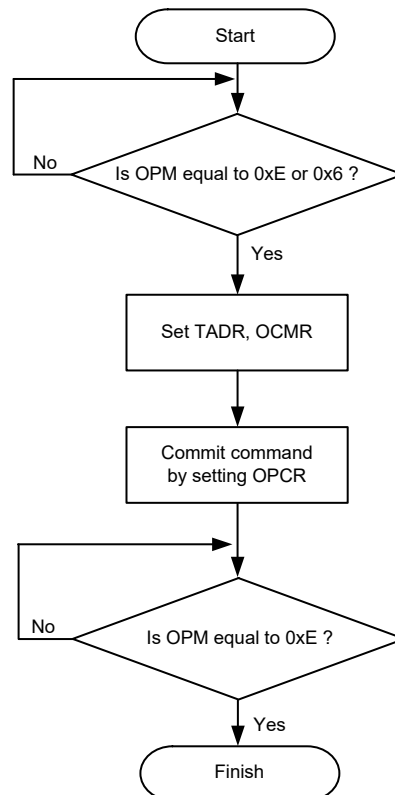 Start
No
Is OPM equal to 0xE or 0x6 ?
Yes
Set TADR, OCMR
Commit command
by setting OPCR
No
Is OPM equal to 0xE ?
Yes
Finish